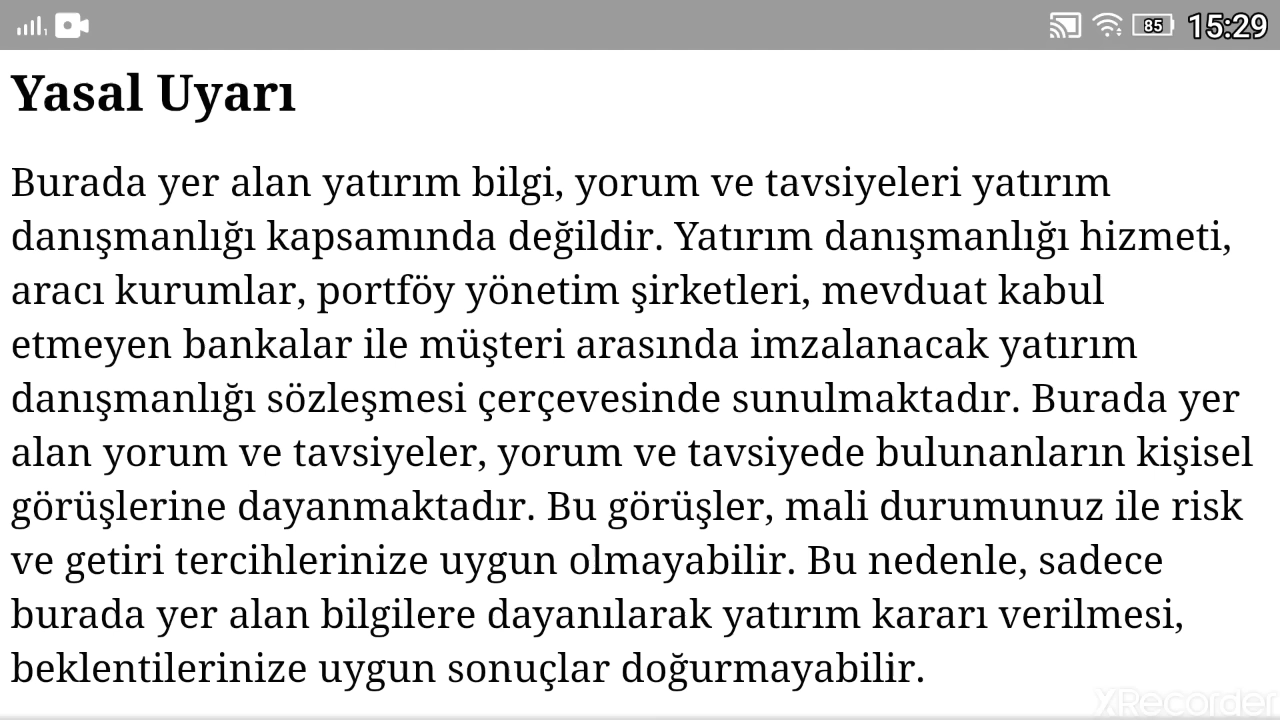 85 15:29
Yasal Uyarı
Burada yer alan yatırım bilgi, yorum ve tavsiyeleri yatırım
danışmanlığı kapsamında değildir. Yatırım danışmanlığı hizmeti,
aracı kurumlar, portföy yönetim şirketleri, mevduat kabul
etmeyen bankalar ile müşteri arasında imzalanacak yatırım
danışmanlığı sözleşmesi çerçevesinde sunulmaktadır. Burada yer
alan yorum ve tavsiyeler, yorum ve tavsiyede bulunanların kişisel
görüşlerine dayanmaktadır. Bu görüşler, mali durumunuz ile risk
ve getiri tercihlerinize uygun olmayabilir. Bu nedenle, sadece
burada yer alan bilgilere dayanılarak yatırım kararı verilmesi,
beklentilerinize uygun sonuçlar doğurmayabilir.
XRecorder